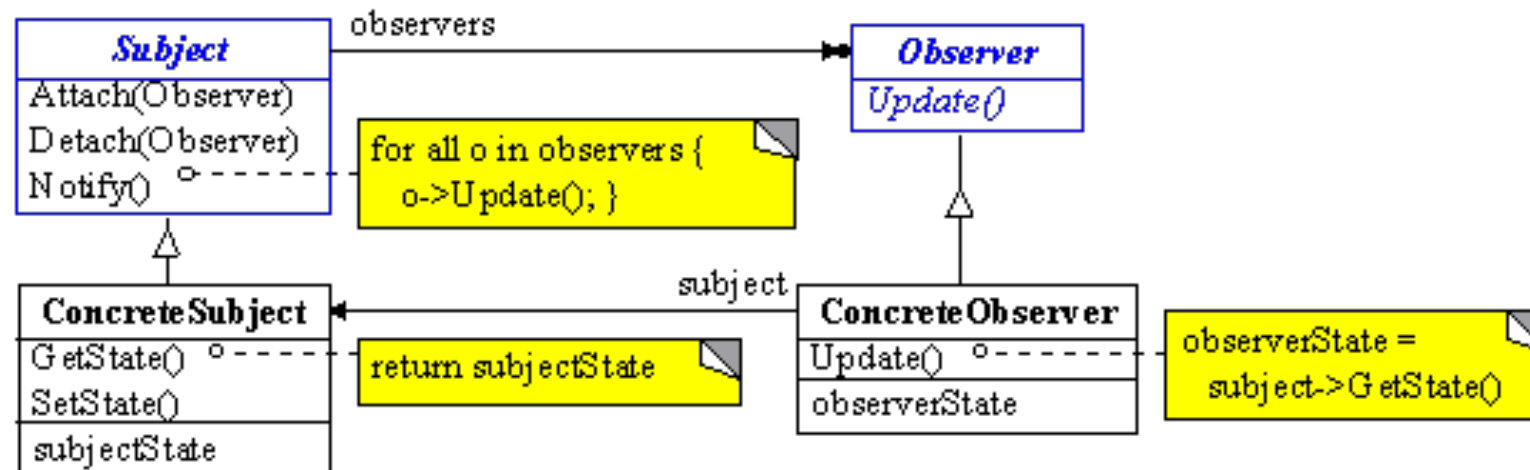 observers
Subject
Attach(Observer)
Detach(Observer)
Notify()
for all o in observers {
o->Update(); }
Observer
Update()
subject
ConcreteSubject
GetState()
SetState()
subjectState
return subjectState
ConcreteObserver
Update()
observerState
observerState =
subject->GetState()